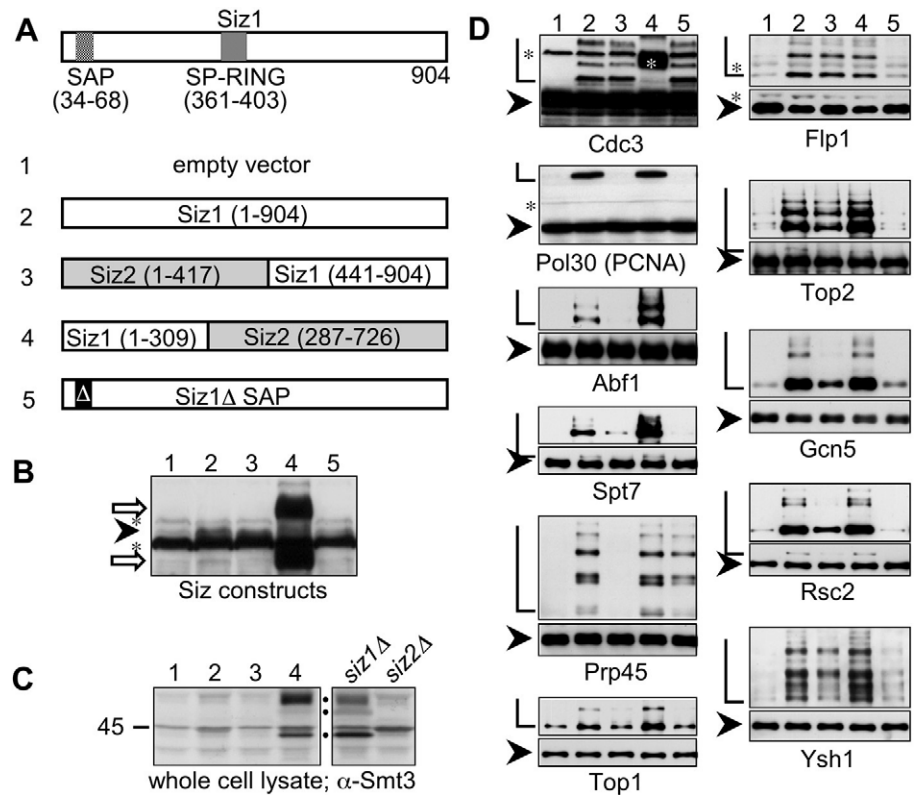 A
Siz1
SAP
(34-68)
SP-RING
(361-403)
904
1 empty vector
2 Siz1 (1-904)
3 Siz2 (1-417) Siz1 (441-904)
4 Siz1 (1-309) Siz2 (287-726)
5 Δ Siz1Δ SAP
B
1 2 3 4 5
*
*
Siz constructs
C
1 2 3 4 siz1Δ siz2Δ
45
whole cell lysate; α-Smt3
D
1 2 3 4 5
*
*
Cdc3
*
Pol30 (PCNA)
Abf1
Spt7
Prp45
Top1
1 2 3 4 5
*
*
Flp1
Top2
Gcn5
Rsc2
Ysh1